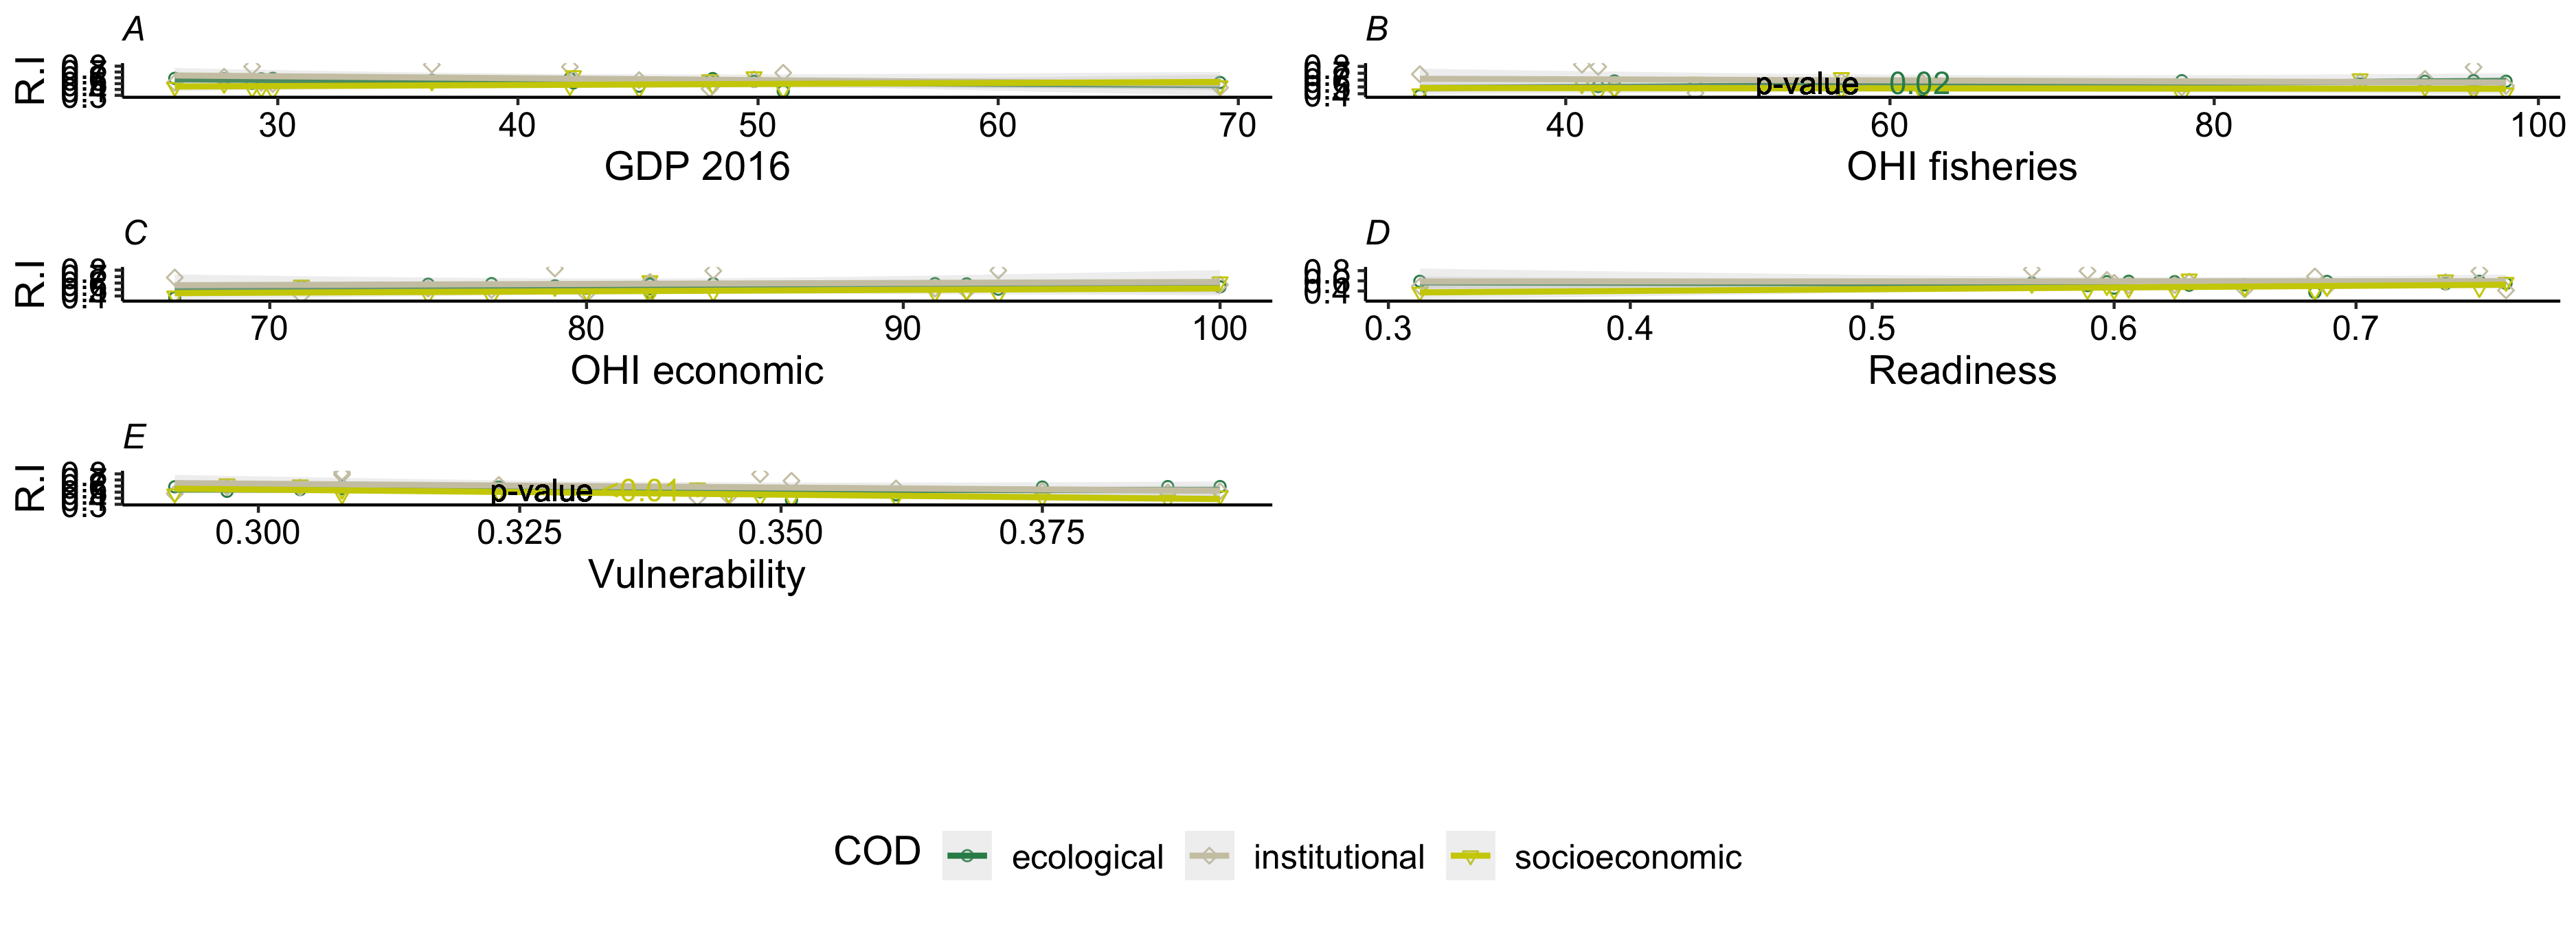 A
R.I
30 40 50 60 70
GDP 2016
B
p-value 0.02
40 60 80 100
OHI fisheries
C
R.I
70 80 90 100
OHI economic
D
0.8
0.4
0.3 0.4 0.5 0.6 0.7
Readiness
E
R.I
p-value <0.01
0.300 0.325 0.350 0.375
Vulnerability
COD ecological institutional socioeconomic